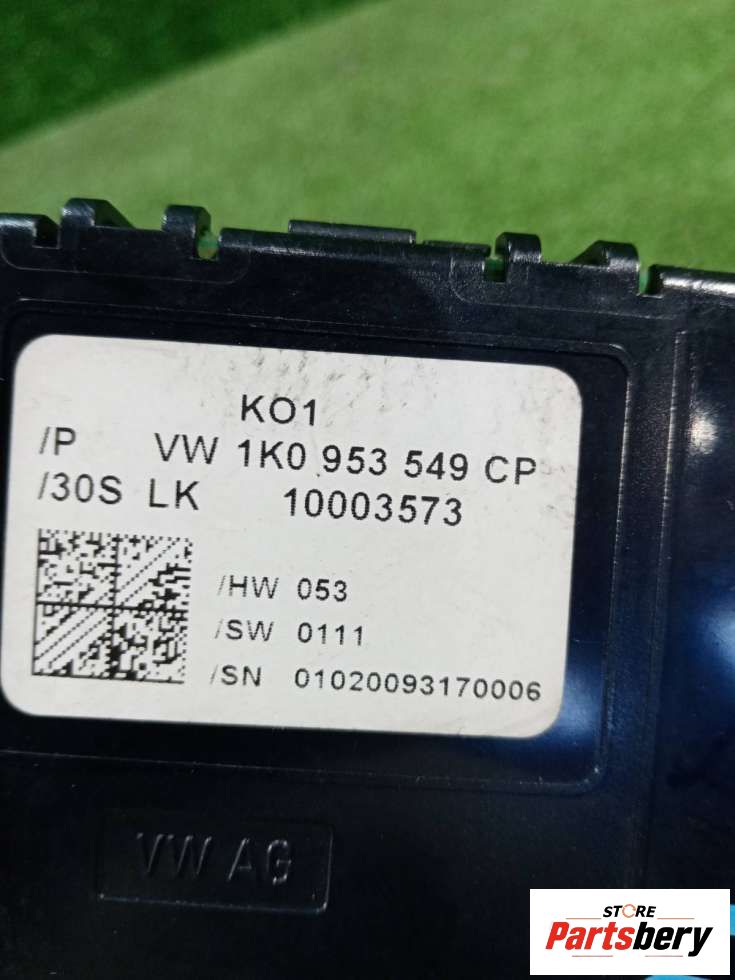 KO1
/P VW 1K0 953 549 CP
/30S LK 10003573
/HW 053
/SW 0111
/SN 01020093170006
VW AG
STORE
Partsbery